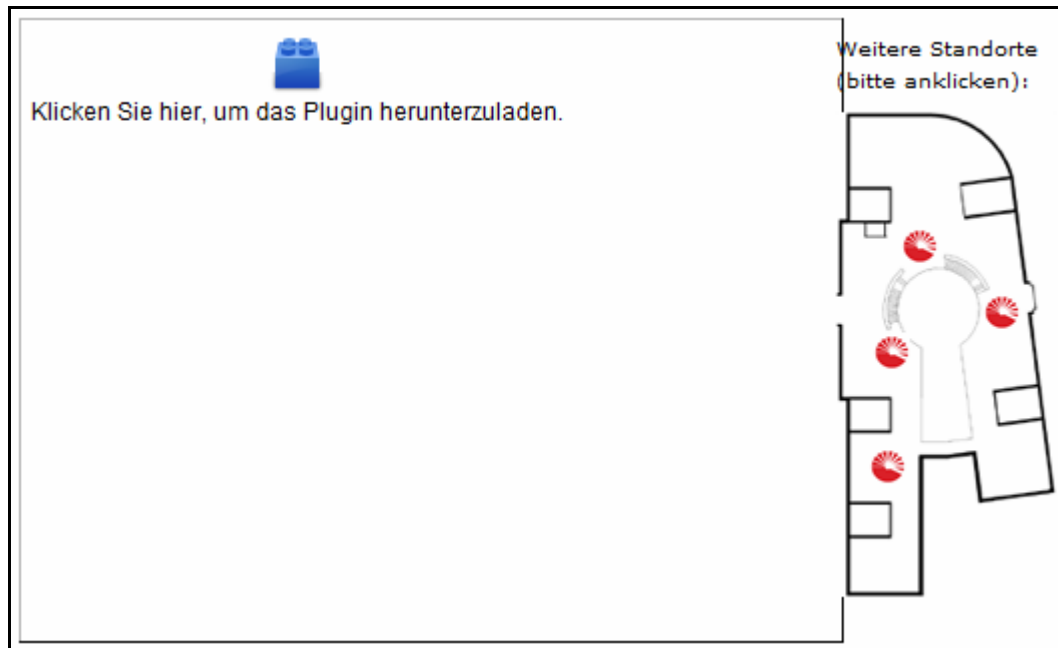 Klicken Sie hier, um das Plugin herunterzuladen.
Weitere Standorte
(bitte anklicken):